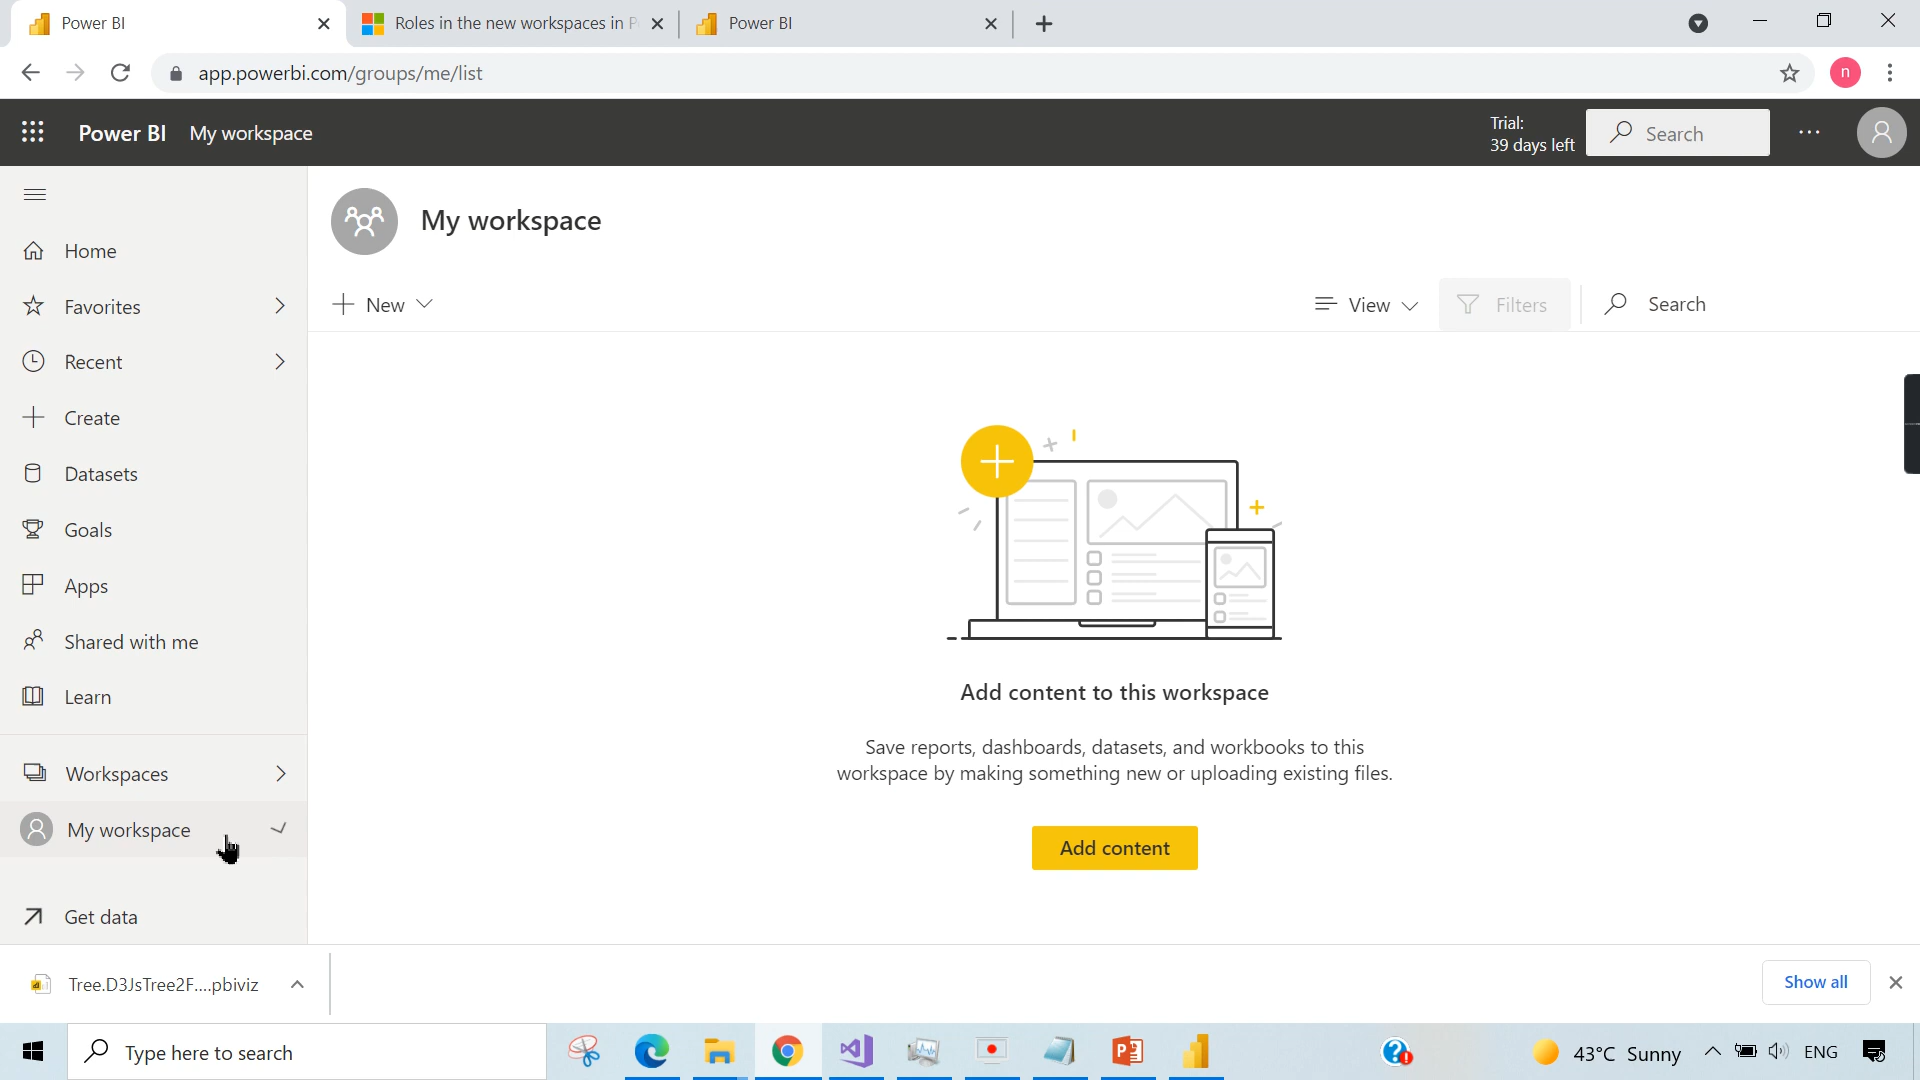 Power BI
Roles in the new workspaces in P
Power BI
app.powerbi.com/groups/me/list
n
Power BI My workspace
Trial:
39 days left
Search
My workspace
Home
Favorites
Recent
Create
Datasets
Goals
Apps
Shared with me
Learn
Workspaces
My workspace
Get data
New
View
Filters
Search
Add content to this workspace
Save reports, dashboards, datasets, and workbooks to this
workspace by making something new or uploading existing files.
Add content
Tree.D3JsTree2F....pbiviz
Show all
Type here to search
43°C Sunny
ENG